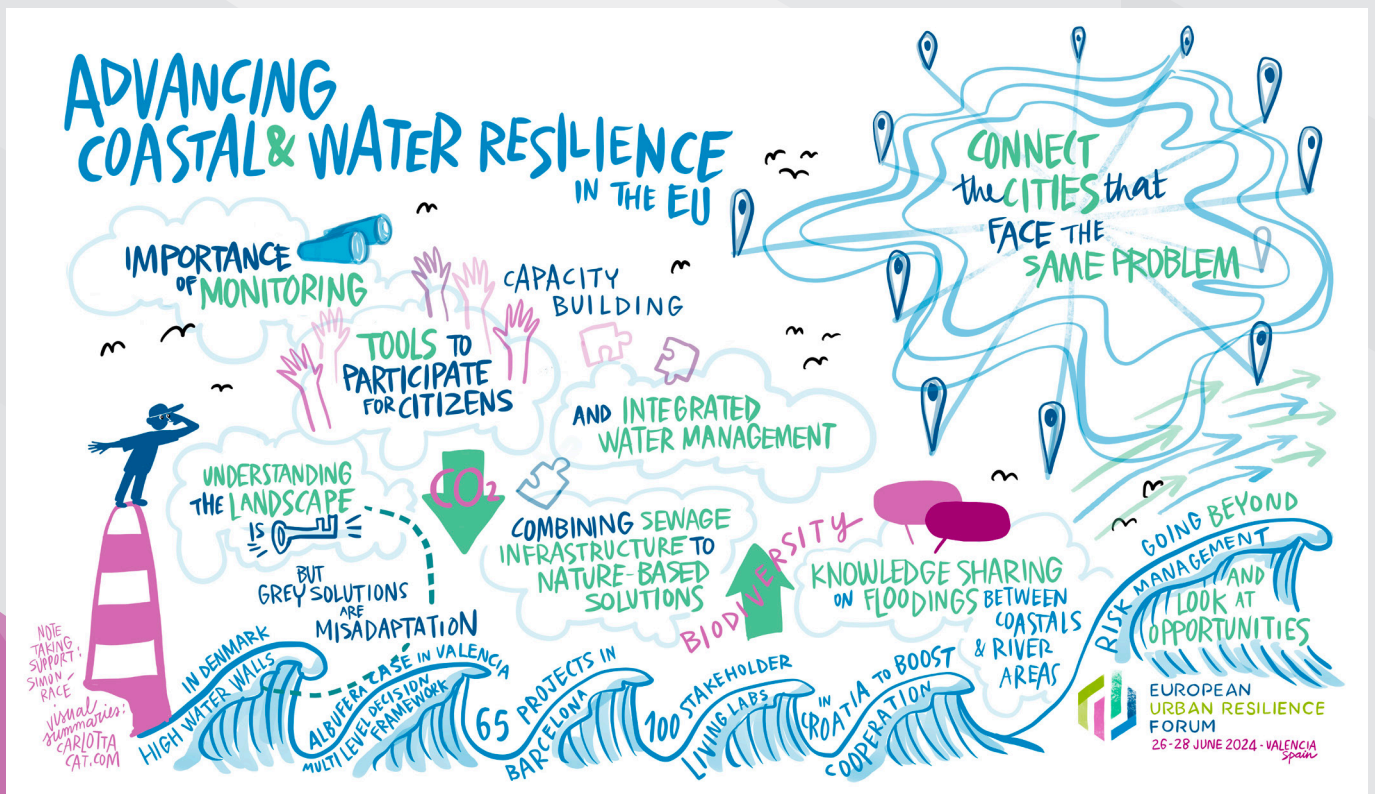 ADVANCING
COASTAL & WATER RESILIENCE
IN THE EU
IMPORTANCE
OF MONITORING
TOOLS TO
PARTICIPATE
FOR CITIZENS
CAPACITY
BUILDING
AND INTEGRATED
WATER MANAGEMENT
CONNECT
the CITIES that
FACE THE
SAME PROBLEM
UNDERSTANDING
THE LANDSCAPE
IS
BUT
GREY SOLUTIONS
ARE
MISADAPTATION
CO2
COMBINING SEWAGE
INFRASTRUCTURE TO
NATURE-BASED
SOLUTIONS
BIODIVERSITY
KNOWLEDGE SHARING
ON FLOODINGS BETWEEN
COASTALS
& RIVER
AREAS
GOING BEYOND
RISK MANAGEMENT
AND
LOOK AT
OPPORTUNITIES
IN DENMARK
HIGH WATER WALLS
ALBUFERA CASE IN VALENCIA
MULTI LEVEL DECISION
FRAMEWORK
65 PROJECTS IN
BARCELONA
100 STAKEHOLDER
LIVING LABS
IN
CROATIA TO BOOST
COOPERATION
NOTE
TAKING
SUPPORT:
SIMON
RACE
visual
summaries:
CARLOTTA
CAT.COM
EUROPEAN
URBAN RESILIENCE
FORUM
26-28 JUNE 2024 - VALENCIA
Spain